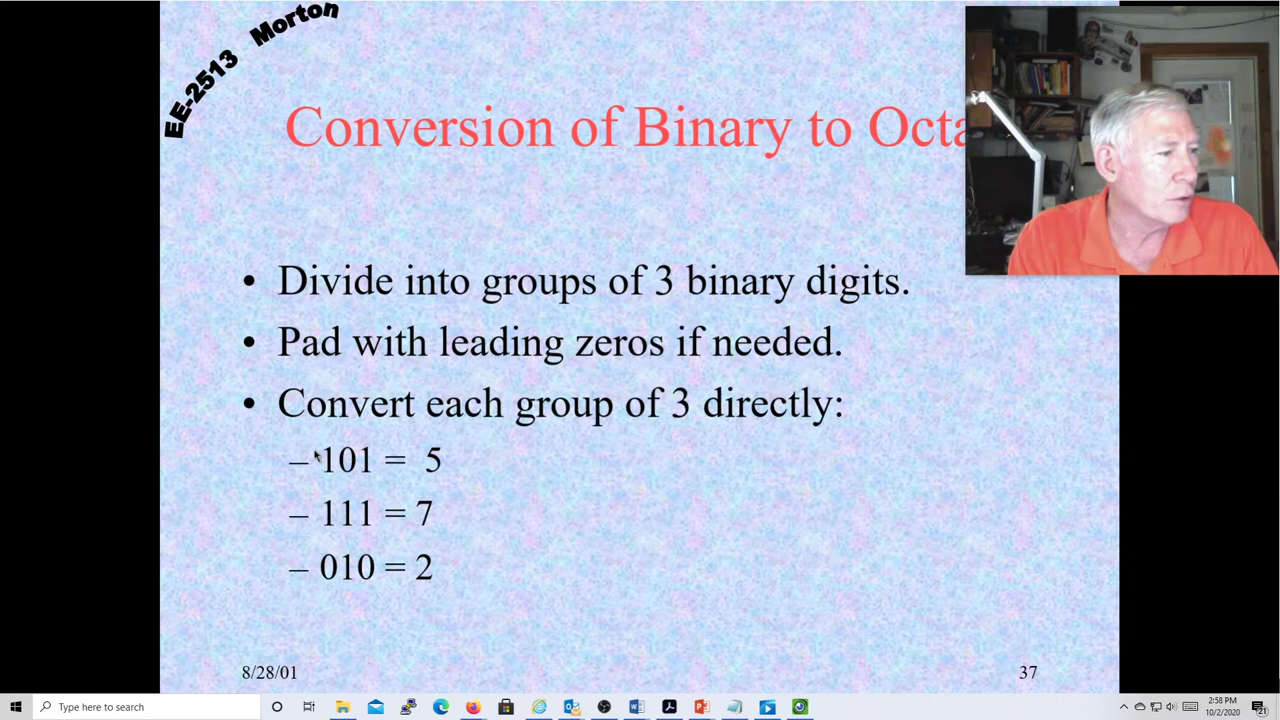 EE-2513 Morton
Conversion of Binary to Octa
• Divide into groups of 3 binary digits.
• Pad with leading zeros if needed.
• Convert each group of 3 directly:
– 101 = 5
– 111 = 7
– 010 = 2
8/28/01
37
Type here to search
2:58 PM
10/2/2020
21